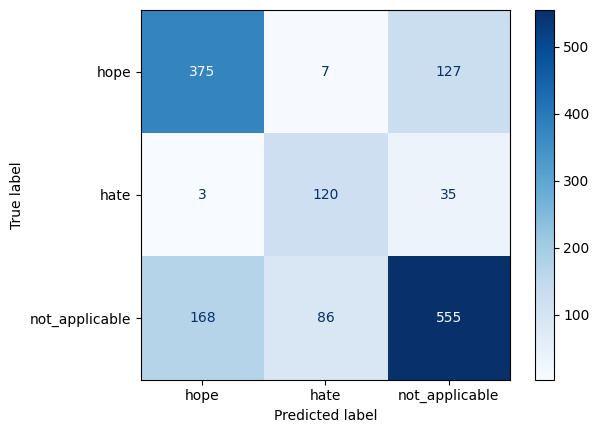 hope 375 7 127
hate 3 120 35
not_applicable 168 86 555
hope hate not_applicable
Predicted label
True label
500
400
300
200
100